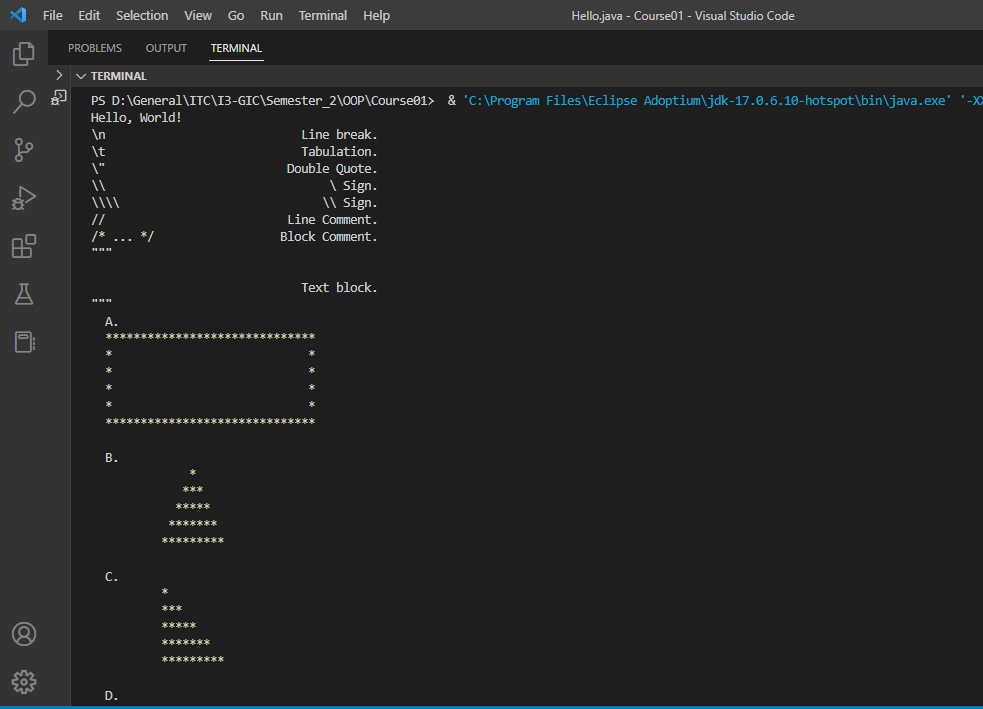 File Edit Selection View Go Run Terminal Help Hello.java - Course01 - Visual Studio Code
PROBLEMS OUTPUT TERMINAL
TERMINAL
PS D:\General\ITC\I3-GIC\Semester_2\OOP\Course01>  & 'C:\Program Files\Eclipse Adoptium\jdk-17.0.6.10-hotspot\bin\java.exe' '-XX
Hello, World!
\n                            Line break.
\t                            Tabulation.
\"                          Double Quote.
\\                                \ Sign.
\\\\                             \\ Sign.
//                          Line Comment.
/* ... */                  Block Comment.
"""
                              Text block.
"""
  A.
  ******************************
  *                            *
  *                            *
  *                            *
  *                            *
  ******************************
  B.
              *
             ***
            *****
           *******
          *********
  C.
          *
          ***
          *****
          *******
          *********
  D.